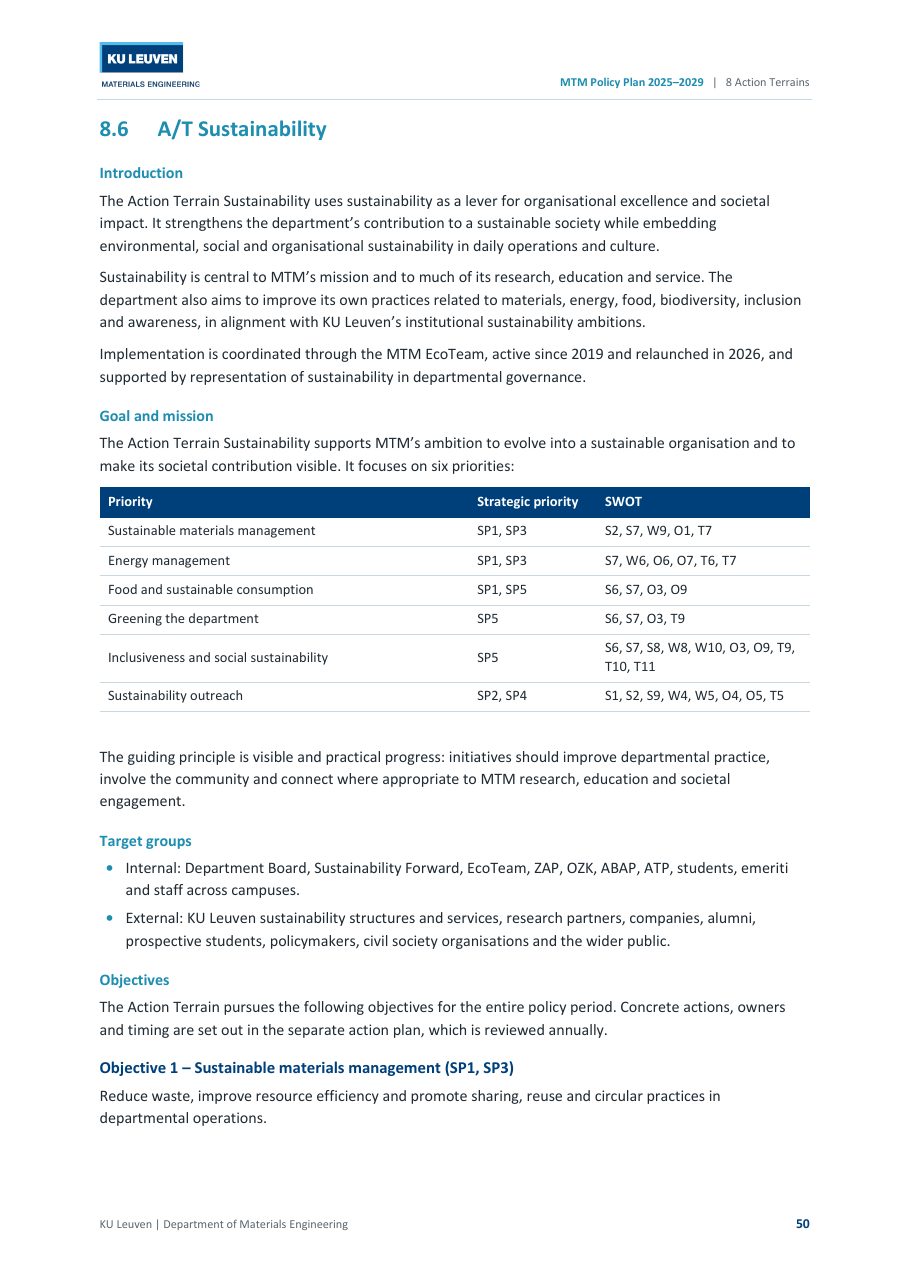 KU LEUVEN
MATERIALS ENGINEERING
MTM Policy Plan 2025–2029 | 8 Action Terrains
8.6 A/T Sustainability
Introduction
The Action Terrain Sustainability uses sustainability as a lever for organisational excellence and societal
impact. It strengthens the department’s contribution to a sustainable society while embedding
environmental, social and organisational sustainability in daily operations and culture.
Sustainability is central to MTM’s mission and to much of its research, education and service. The
department also aims to improve its own practices related to materials, energy, food, biodiversity, inclusion
and awareness, in alignment with KU Leuven’s institutional sustainability ambitions.
Implementation is coordinated through the MTM EcoTeam, active since 2019 and relaunched in 2026, and
supported by representation of sustainability in departmental governance.
Goal and mission
The Action Terrain Sustainability supports MTM’s ambition to evolve into a sustainable organisation and to
make its societal contribution visible. It focuses on six priorities:
Priority Strategic priority SWOT
Sustainable materials management SP1, SP3 S2, S7, W9, O1, T7
Energy management SP1, SP3 S7, W6, O6, O7, T6, T7
Food and sustainable consumption SP1, SP5 S6, S7, O3, O9
Greening the department SP5 S6, S7, O3, T9
Inclusiveness and social sustainability SP5 S6, S7, S8, W8, W10, O3, O9, T9,
T10, T11
Sustainability outreach SP2, SP4 S1, S2, S9, W4, W5, O4, O5, T5
The guiding principle is visible and practical progress: initiatives should improve departmental practice,
involve the community and connect where appropriate to MTM research, education and societal
engagement.
Target groups
• Internal: Department Board, Sustainability Forward, EcoTeam, ZAP, OZK, ABAP, ATP, students, emeriti
and staff across campuses.
• External: KU Leuven sustainability structures and services, research partners, companies, alumni,
prospective students, policymakers, civil society organisations and the wider public.
Objectives
The Action Terrain pursues the following objectives for the entire policy period. Concrete actions, owners
and timing are set out in the separate action plan, which is reviewed annually.
Objective 1 – Sustainable materials management (SP1, SP3)
Reduce waste, improve resource efficiency and promote sharing, reuse and circular practices in
departmental operations.
KU Leuven | Department of Materials Engineering 50